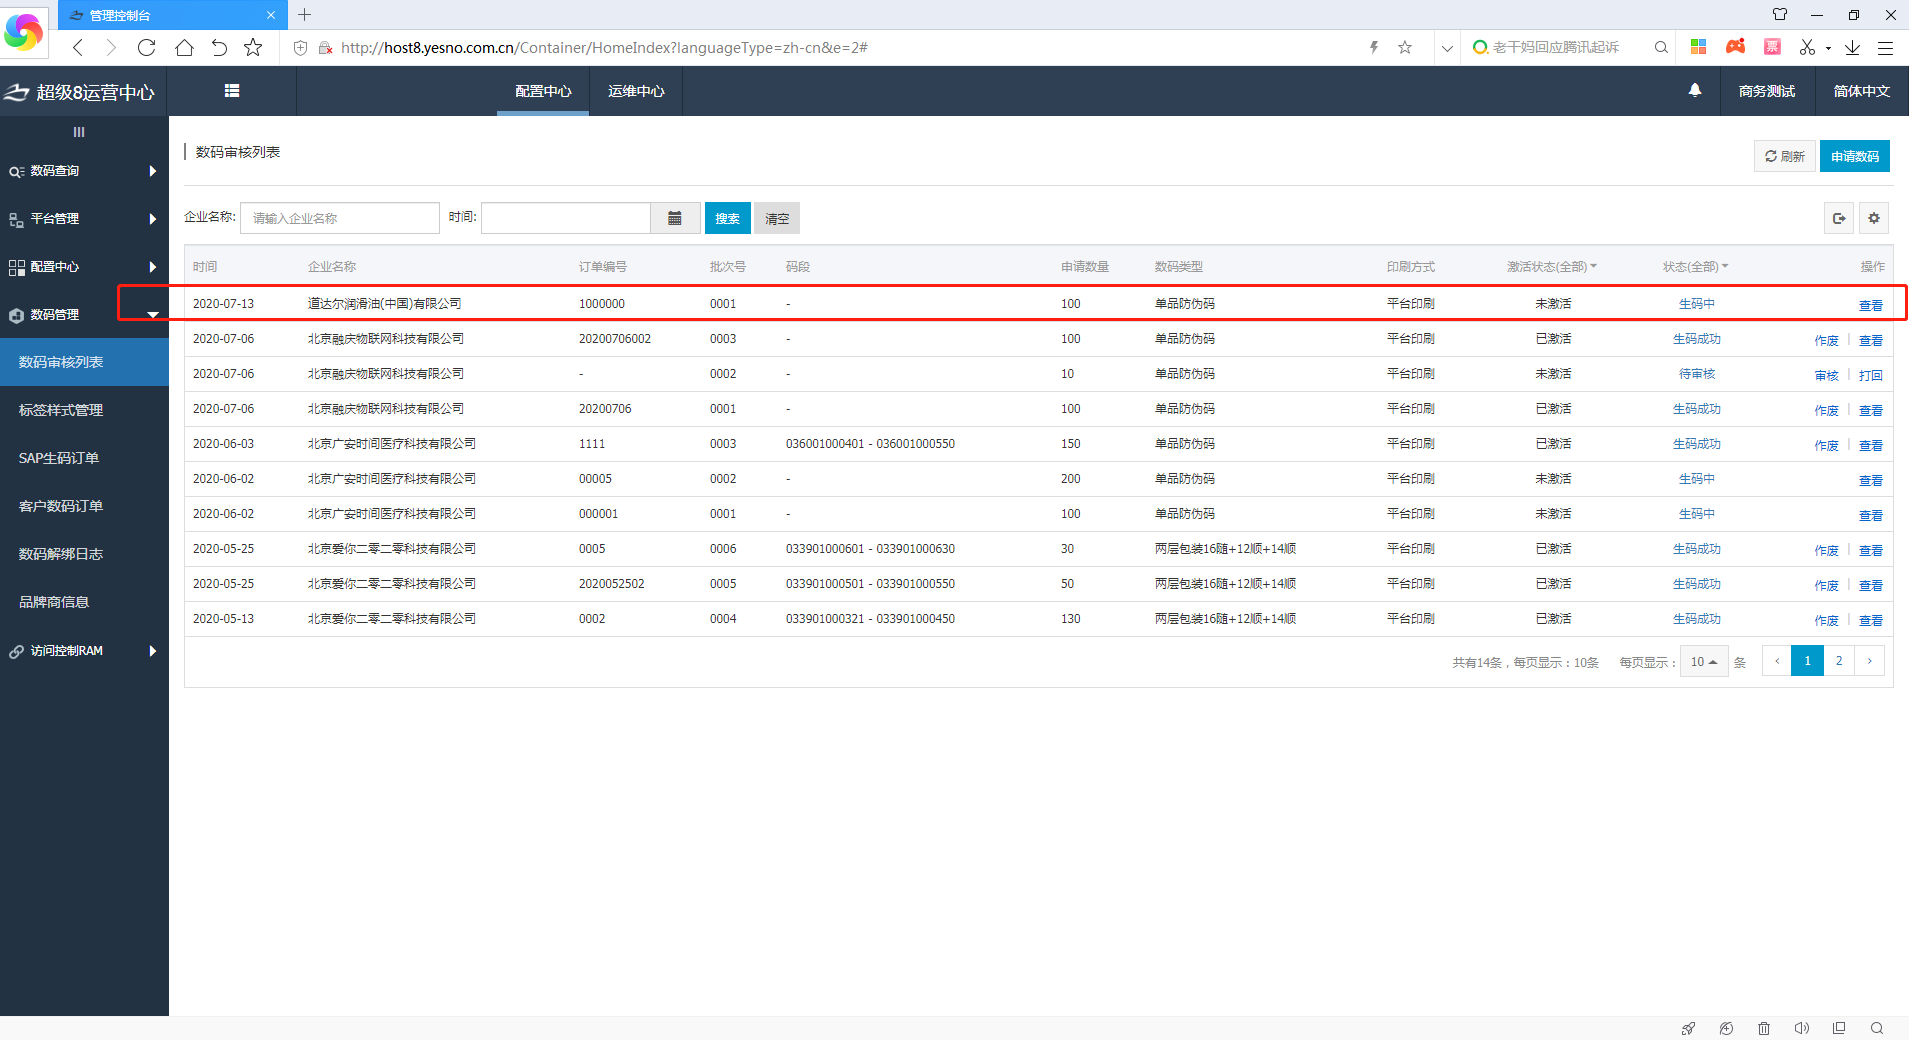 管理控制台
http://host8.yesno.com.cn/Container/HomeIndex?languageType=zh-cn&e=2#
老干妈回应腾讯起诉
票
超级8运营中心
配置中心 运维中心
商务测试 简体中文
数码查询
平台管理
配置中心
数码管理
数码审核列表
标签样式管理
SAP生码订单
客户数码订单
数码解绑日志
品牌商信息
访问控制RAM
数码审核列表
刷新 申请数码
企业名称: 请输入企业名称 时间: 搜索 清空
时间 企业名称 订单编号 批次号 码段 申请数量 数码类型 印刷方式 激活状态(全部) 状态(全部) 操作
2020-07-13 道达尔润滑油(中国)有限公司 1000000 0001 - 100 单品防伪码 平台印刷 未激活 生码中 查看
2020-07-06 北京融庆物联网科技有限公司 20200706002 0003 - 100 单品防伪码 平台印刷 已激活 生码成功 作废 查看
2020-07-06 北京融庆物联网科技有限公司 - 0002 - 10 单品防伪码 平台印刷 未激活 待审核 审核 打回
2020-07-06 北京融庆物联网科技有限公司 20200706 0001 - 100 单品防伪码 平台印刷 已激活 生码成功 作废 查看
2020-06-03 北京广安时间医疗科技有限公司 1111 0003 036001000401 - 036001000550 150 单品防伪码 平台印刷 已激活 生码成功 作废 查看
2020-06-02 北京广安时间医疗科技有限公司 00005 0002 - 200 单品防伪码 平台印刷 未激活 生码中 查看
2020-06-02 北京广安时间医疗科技有限公司 000001 0001 - 100 单品防伪码 平台印刷 未激活 生码中 查看
2020-05-25 北京爱你二零二零科技有限公司 0005 0006 033901000601 - 033901000630 30 两层包装16随+12顺+14顺 平台印刷 已激活 生码成功 作废 查看
2020-05-25 北京爱你二零二零科技有限公司 2020052502 0005 033901000501 - 033901000550 50 两层包装16随+12顺+14顺 平台印刷 已激活 生码成功 作废 查看
2020-05-13 北京爱你二零二零科技有限公司 0002 0004 033901000321 - 033901000450 130 两层包装16随+12顺+14顺 平台印刷 已激活 生码成功 作废 查看
共有14条，每页显示：10条 每页显示： 10 条 ‹ 1 2 ›